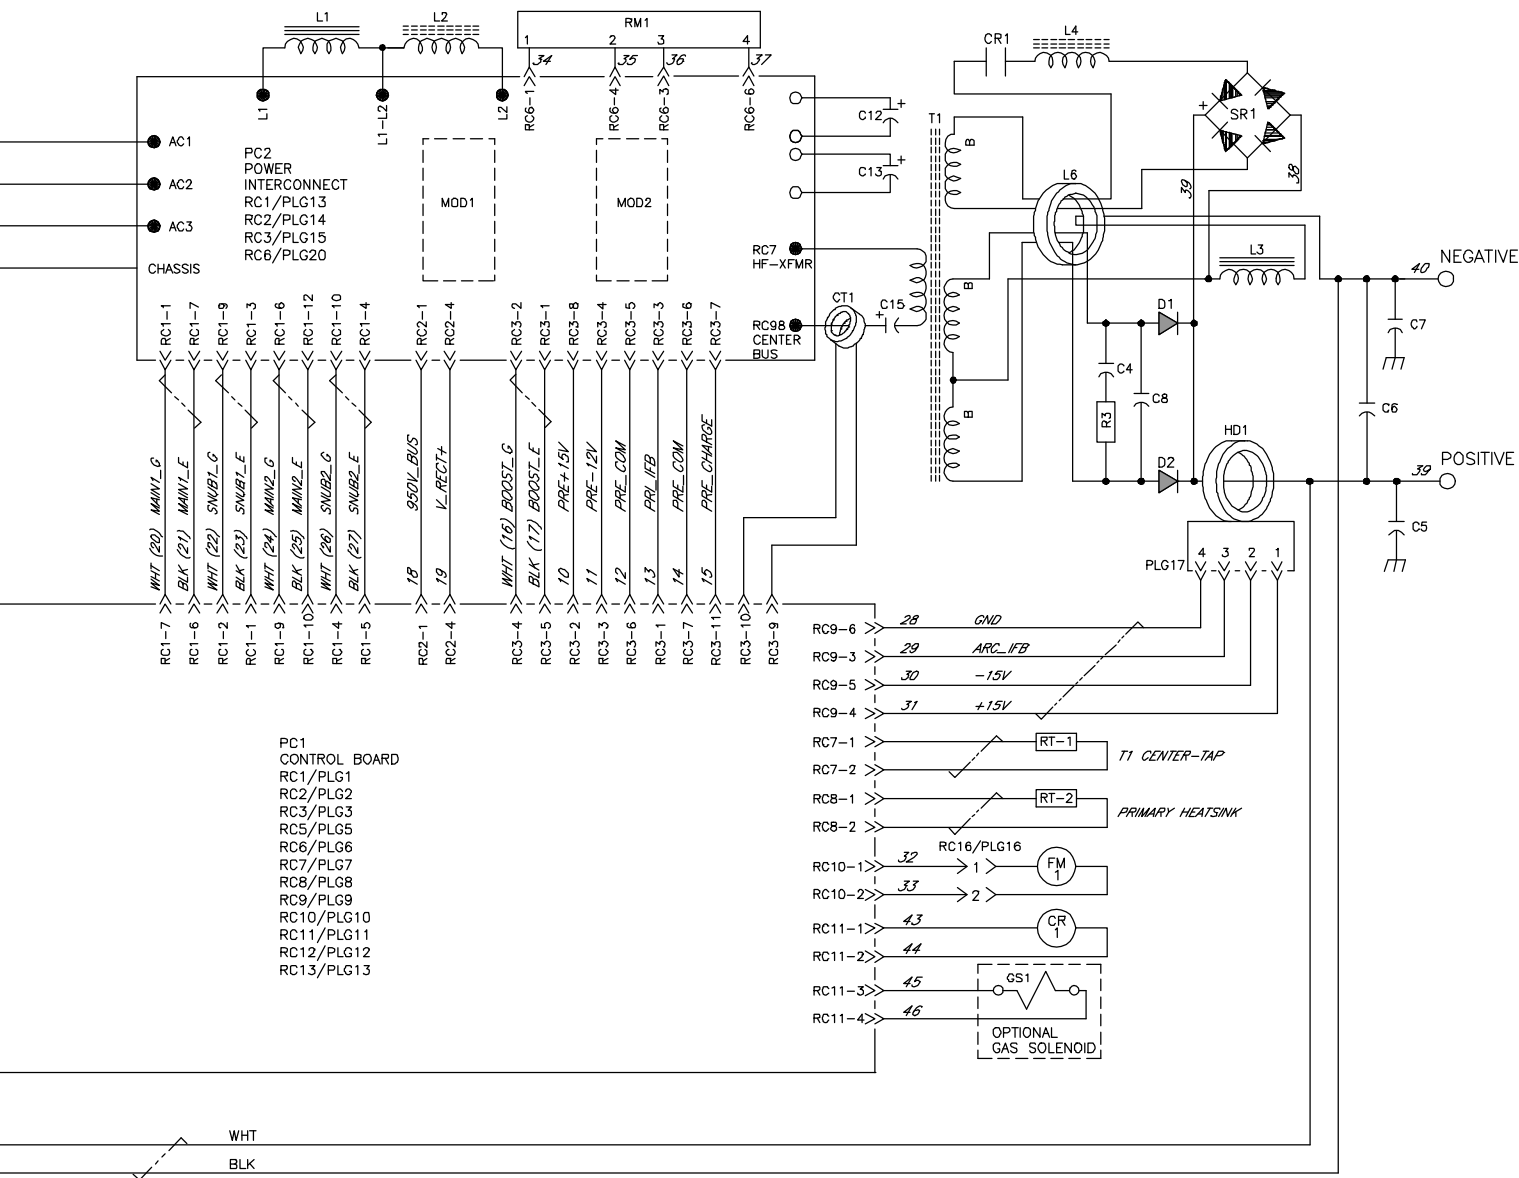 L1
L2
RM1
1 2 3 4
34 35 36 37
RC6-1
RC6-4
RC6-3
RC6-6
L1
L1-L2
L2
AC1
AC2
AC3
CHASSIS
PC2
POWER
INTERCONNECT
RC1/PLG13
RC2/PLG14
RC3/PLG15
RC6/PLG20
MOD1
MOD2
C12 +
C13 +
RC7
HF-XFMR
RC98
CENTER
BUS
CT1
+ C15
T1
B
B
B
CR1
L4
+ SR1
39
38
L6
L3
D1
D2
C4
R3
C8
HD1
40 NEGATIVE
C7
C6
39 POSITIVE
C5
PLG17
4 3 2 1
RC1-1
RC1-7
RC1-9
RC1-3
RC1-6
RC1-12
RC1-10
RC1-4
RC2-1
RC2-4
RC3-2
RC3-1
RC3-8
RC3-4
RC3-5
RC3-3
RC3-6
RC3-7
WHT (20) MAIN1_G
BLK (21) MAIN1_E
WHT (22) SNUB1_G
BLK (23) SNUB1_E
WHT (24) MAIN2_G
BLK (25) MAIN2_E
WHT (26) SNUB2_G
BLK (27) SNUB2_E
18 950V_BUS
19 V_RECT+
WHT (16) BOOST_G
BLK (17) BOOST_E
10 PRE+15V
11 PRE-12V
12 PRE_COM
13 PRI_IFB
14 PRE_COM
15 PRE_CHARGE
RC1-7
RC1-6
RC1-2
RC1-1
RC1-9
RC1-10
RC1-4
RC1-5
RC2-1
RC2-4
RC3-4
RC3-5
RC3-2
RC3-3
RC3-6
RC3-1
RC3-7
RC3-11
RC3-10
RC3-9
PC1
CONTROL BOARD
RC1/PLG1
RC2/PLG2
RC3/PLG3
RC5/PLG5
RC6/PLG6
RC7/PLG7
RC8/PLG8
RC9/PLG9
RC10/PLG10
RC11/PLG11
RC12/PLG12
RC13/PLG13
RC9-6 28 GND
RC9-3 29 ARC_IFB
RC9-5 30 -15V
RC9-4 31 +15V
RC7-1 RT-1
T1 CENTER-TAP
RC7-2
RC8-1 RT-2
PRIMARY HEATSINK
RC8-2
RC16/PLG16
RC10-1 32 1 FM
1
RC10-2 33 2
RC11-1 43 CR
1
RC11-2 44
RC11-3 45 GS1
RC11-4 46
OPTIONAL
GAS SOLENOID
WHT
BLK